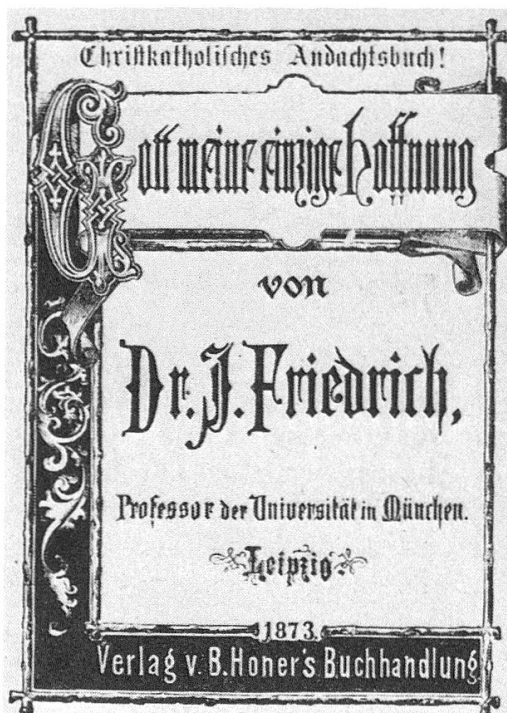 Christkatholisches Andachtsbuch!
Gott meine einzige Hoffnung
von
Dr. J. Friedrich,
Professor der Universität in München.
Leipzig.
1873.
Verlag v. B. Honer's Buchhandlung